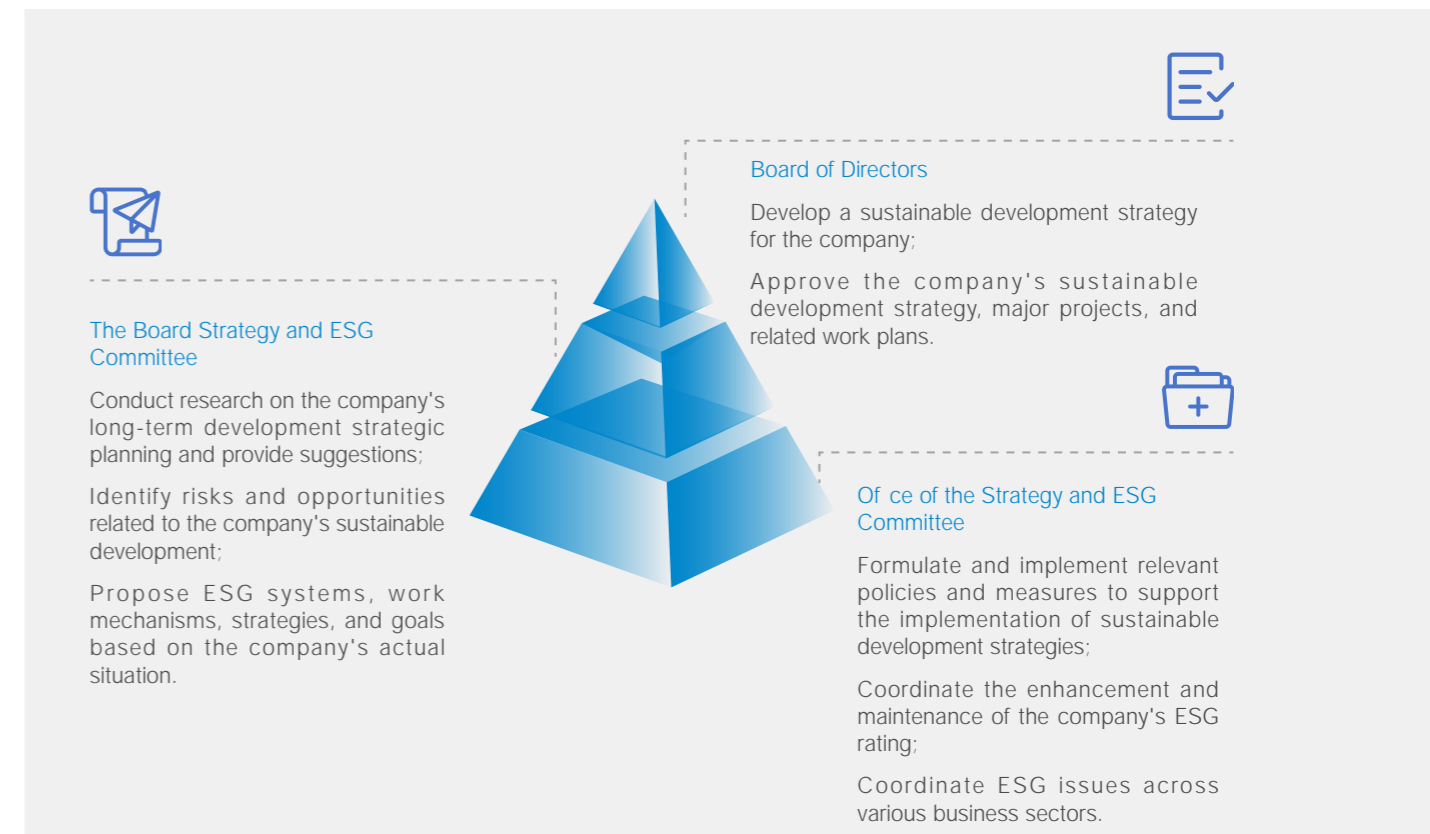 Board of Directors
Develop a sustainable development strategy
for the company;
Approve the company's sustainable
development strategy, major projects, and
related work plans.
The Board Strategy and ESG
Committee
Conduct research on the company's
long-term development strategic
planning and provide suggestions;
Identify risks and opportunities
related to the company's sustainable
development;
Propose ESG systems, work
mechanisms, strategies, and goals
based on the company's actual
situation.
Of ce of the Strategy and ESG
Committee
Formulate and implement relevant
policies and measures to support
the implementation of sustainable
development strategies;
Coordinate the enhancement and
maintenance of the company's ESG
rating;
Coordinate ESG issues across
various business sectors.